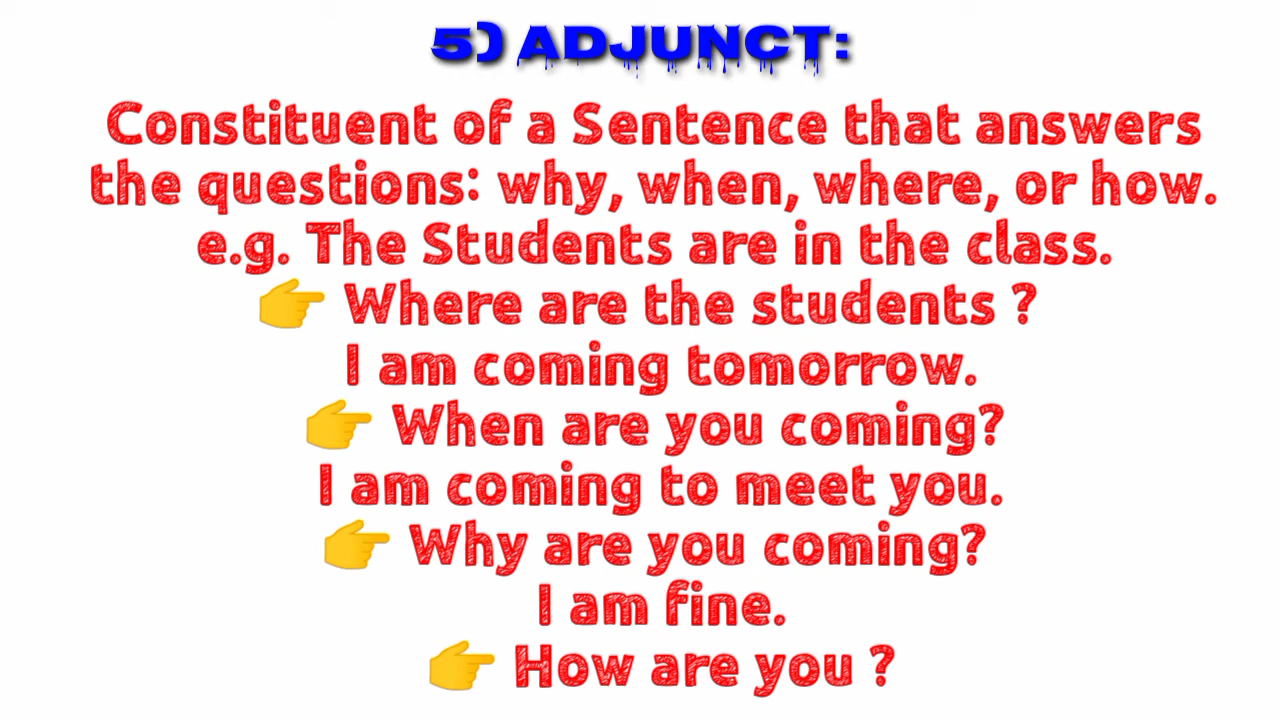 5) ADJUNCT:
Constituent of a Sentence that answers
the questions: why, when, where, or how.
e.g. The Students are in the class.
👉 Where are the students ?
I am coming tomorrow.
👉 When are you coming?
I am coming to meet you.
👉 Why are you coming?
I am fine.
👉 How are you ?